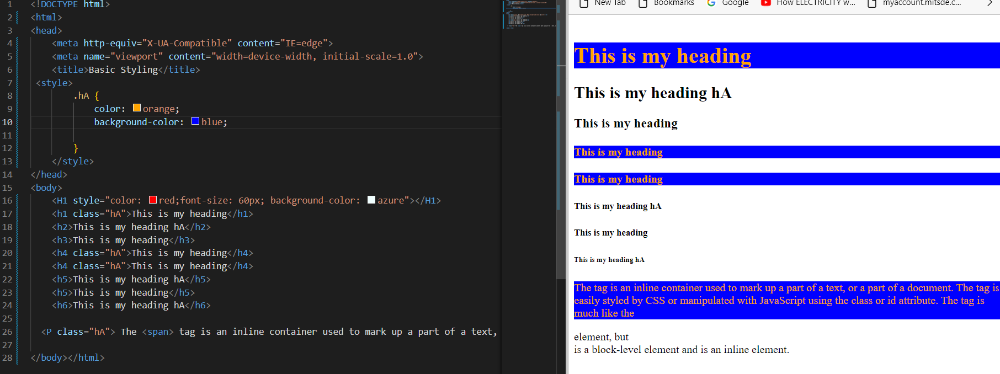 1 <!DOCTYPE html>
2 <html>
3 <head>
4 <meta http-equiv="X-UA-Compatible" content="IE=edge">
5 <meta name="viewport" content="width=device-width, initial-scale=1.0">
6 <title>Basic Styling</title>
7 <style>
8 .hA {
9 color: orange;
10 background-color: blue;
11
12 }
13 </style>
14 </head>
15 <body>
16 <H1 style="color: red;font-size: 60px; background-color: azure"></H1>
17 <h1 class="hA">This is my heading</h1>
18 <h2>This is my heading hA</h2>
19 <h3>This is my heading</h3>
20 <h4 class="hA">This is my heading</h4>
21 <h4 class="hA">This is my heading</h4>
22 <h5>This is my heading hA</h5>
23 <h5>This is my heading</h5>
24 <h6>This is my heading hA</h6>
25
26 <P class="hA"> The <span> tag is an inline container used to mark up a part of a text,
27
28 </body></html>
New Tab Bookmarks Google How ELECTRICITY w... myaccount.mitsde.c...
This is my heading
This is my heading hA
This is my heading
This is my heading
This is my heading
This is my heading hA
This is my heading
This is my heading hA
The tag is an inline container used to mark up a part of a text, or a part of a document. The tag is
easily styled by CSS or manipulated with JavaScript using the class or id attribute. The tag is
much like the
element, but
is a block-level element and is an inline element.